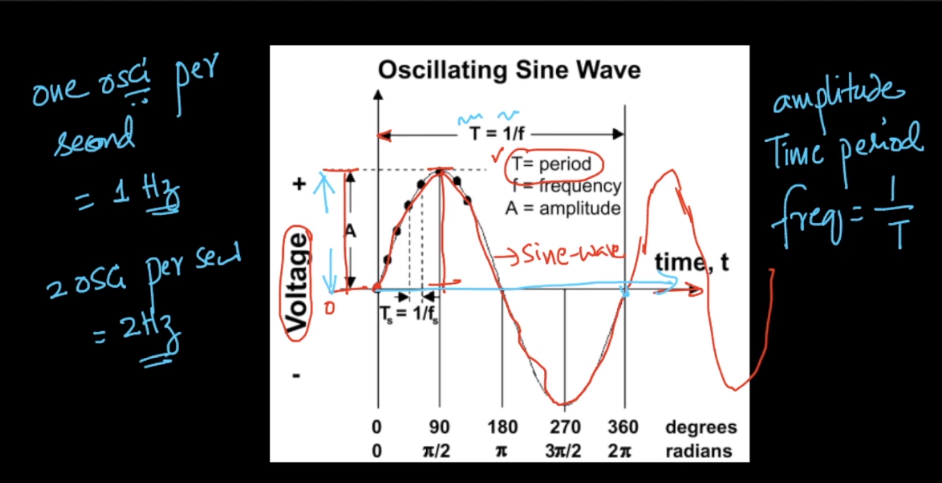 one osci per
second
= 1 Hz
2 osci per secd
= 2Hz
Oscillating Sine Wave
T = 1/f
T= period
f = frequency
A = amplitude
+
A
Voltage
→ Sine-wave
time, t
0
Ts = 1/fs
-
0 90 180 270 360 degrees
0 π/2 π 3π/2 2π radians
amplitude
Time period
freq = 1/T